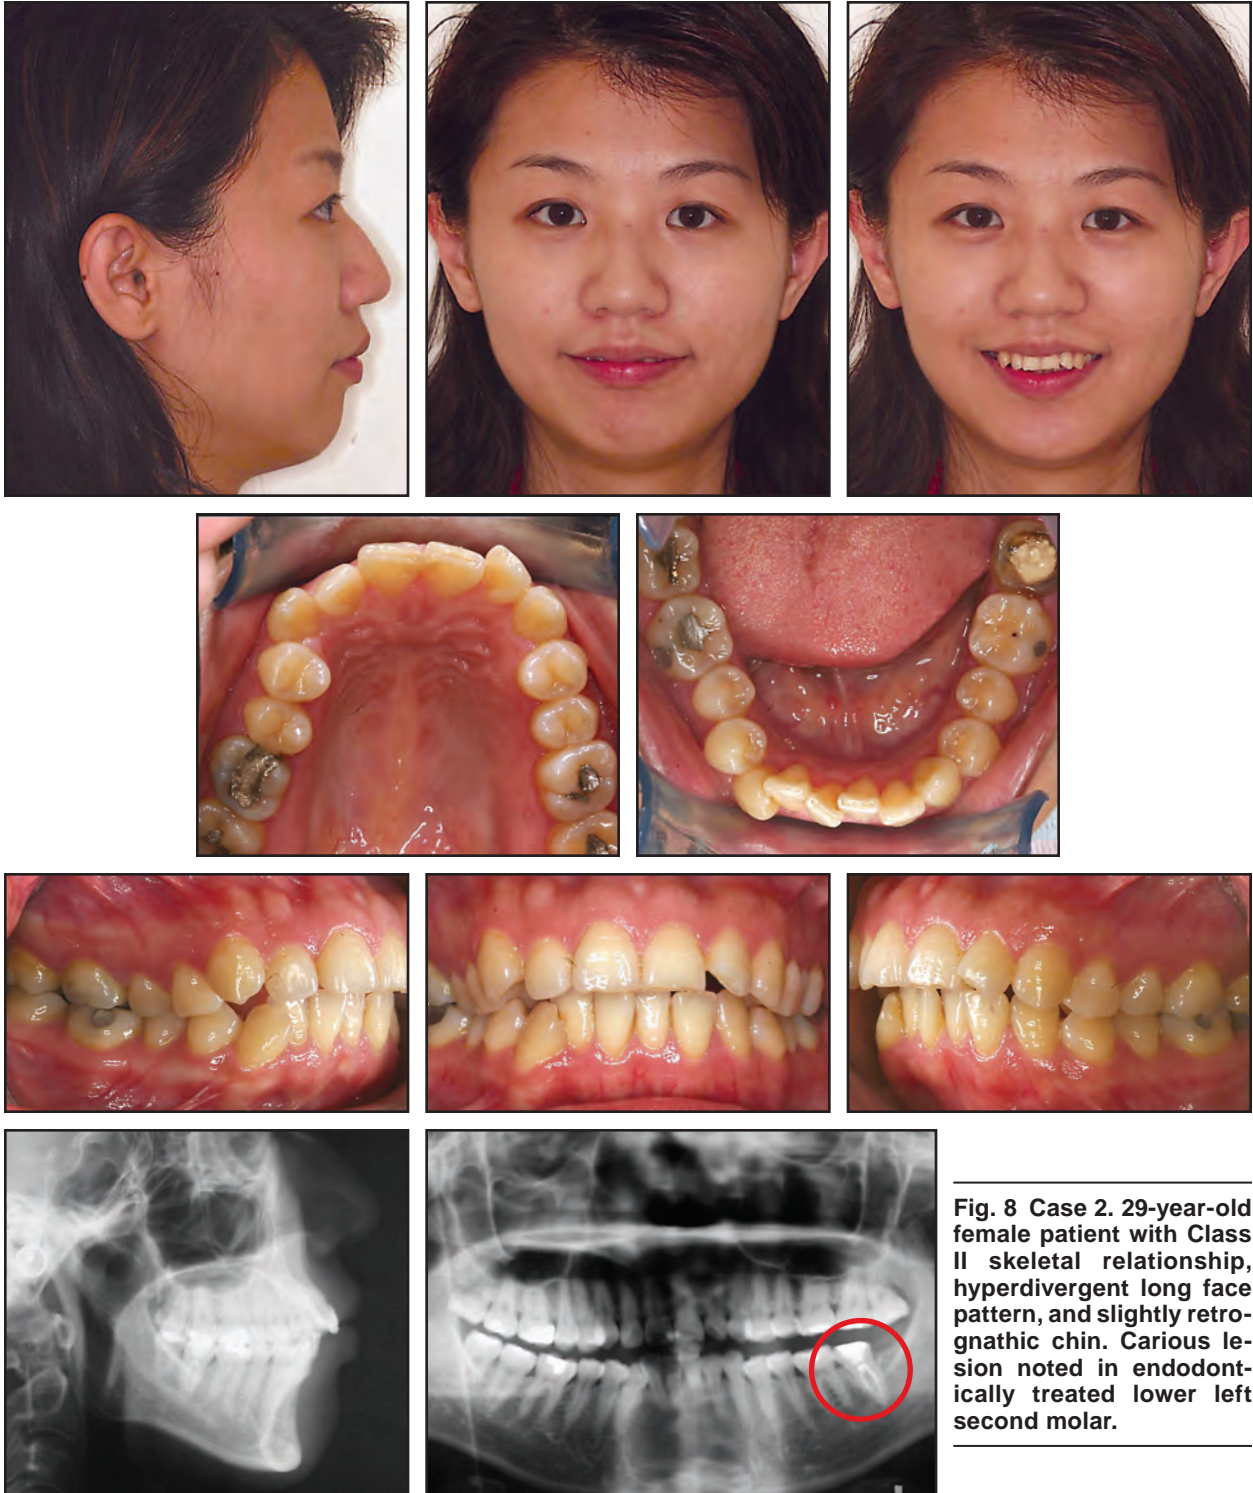 Fig. 8 Case 2. 29-year-old
female patient with Class
II skeletal relationship,
hyperdivergent long face
pattern, and slightly retro-
gnathic chin. Carious le-
sion noted in endodont-
ically treated lower left
second molar.